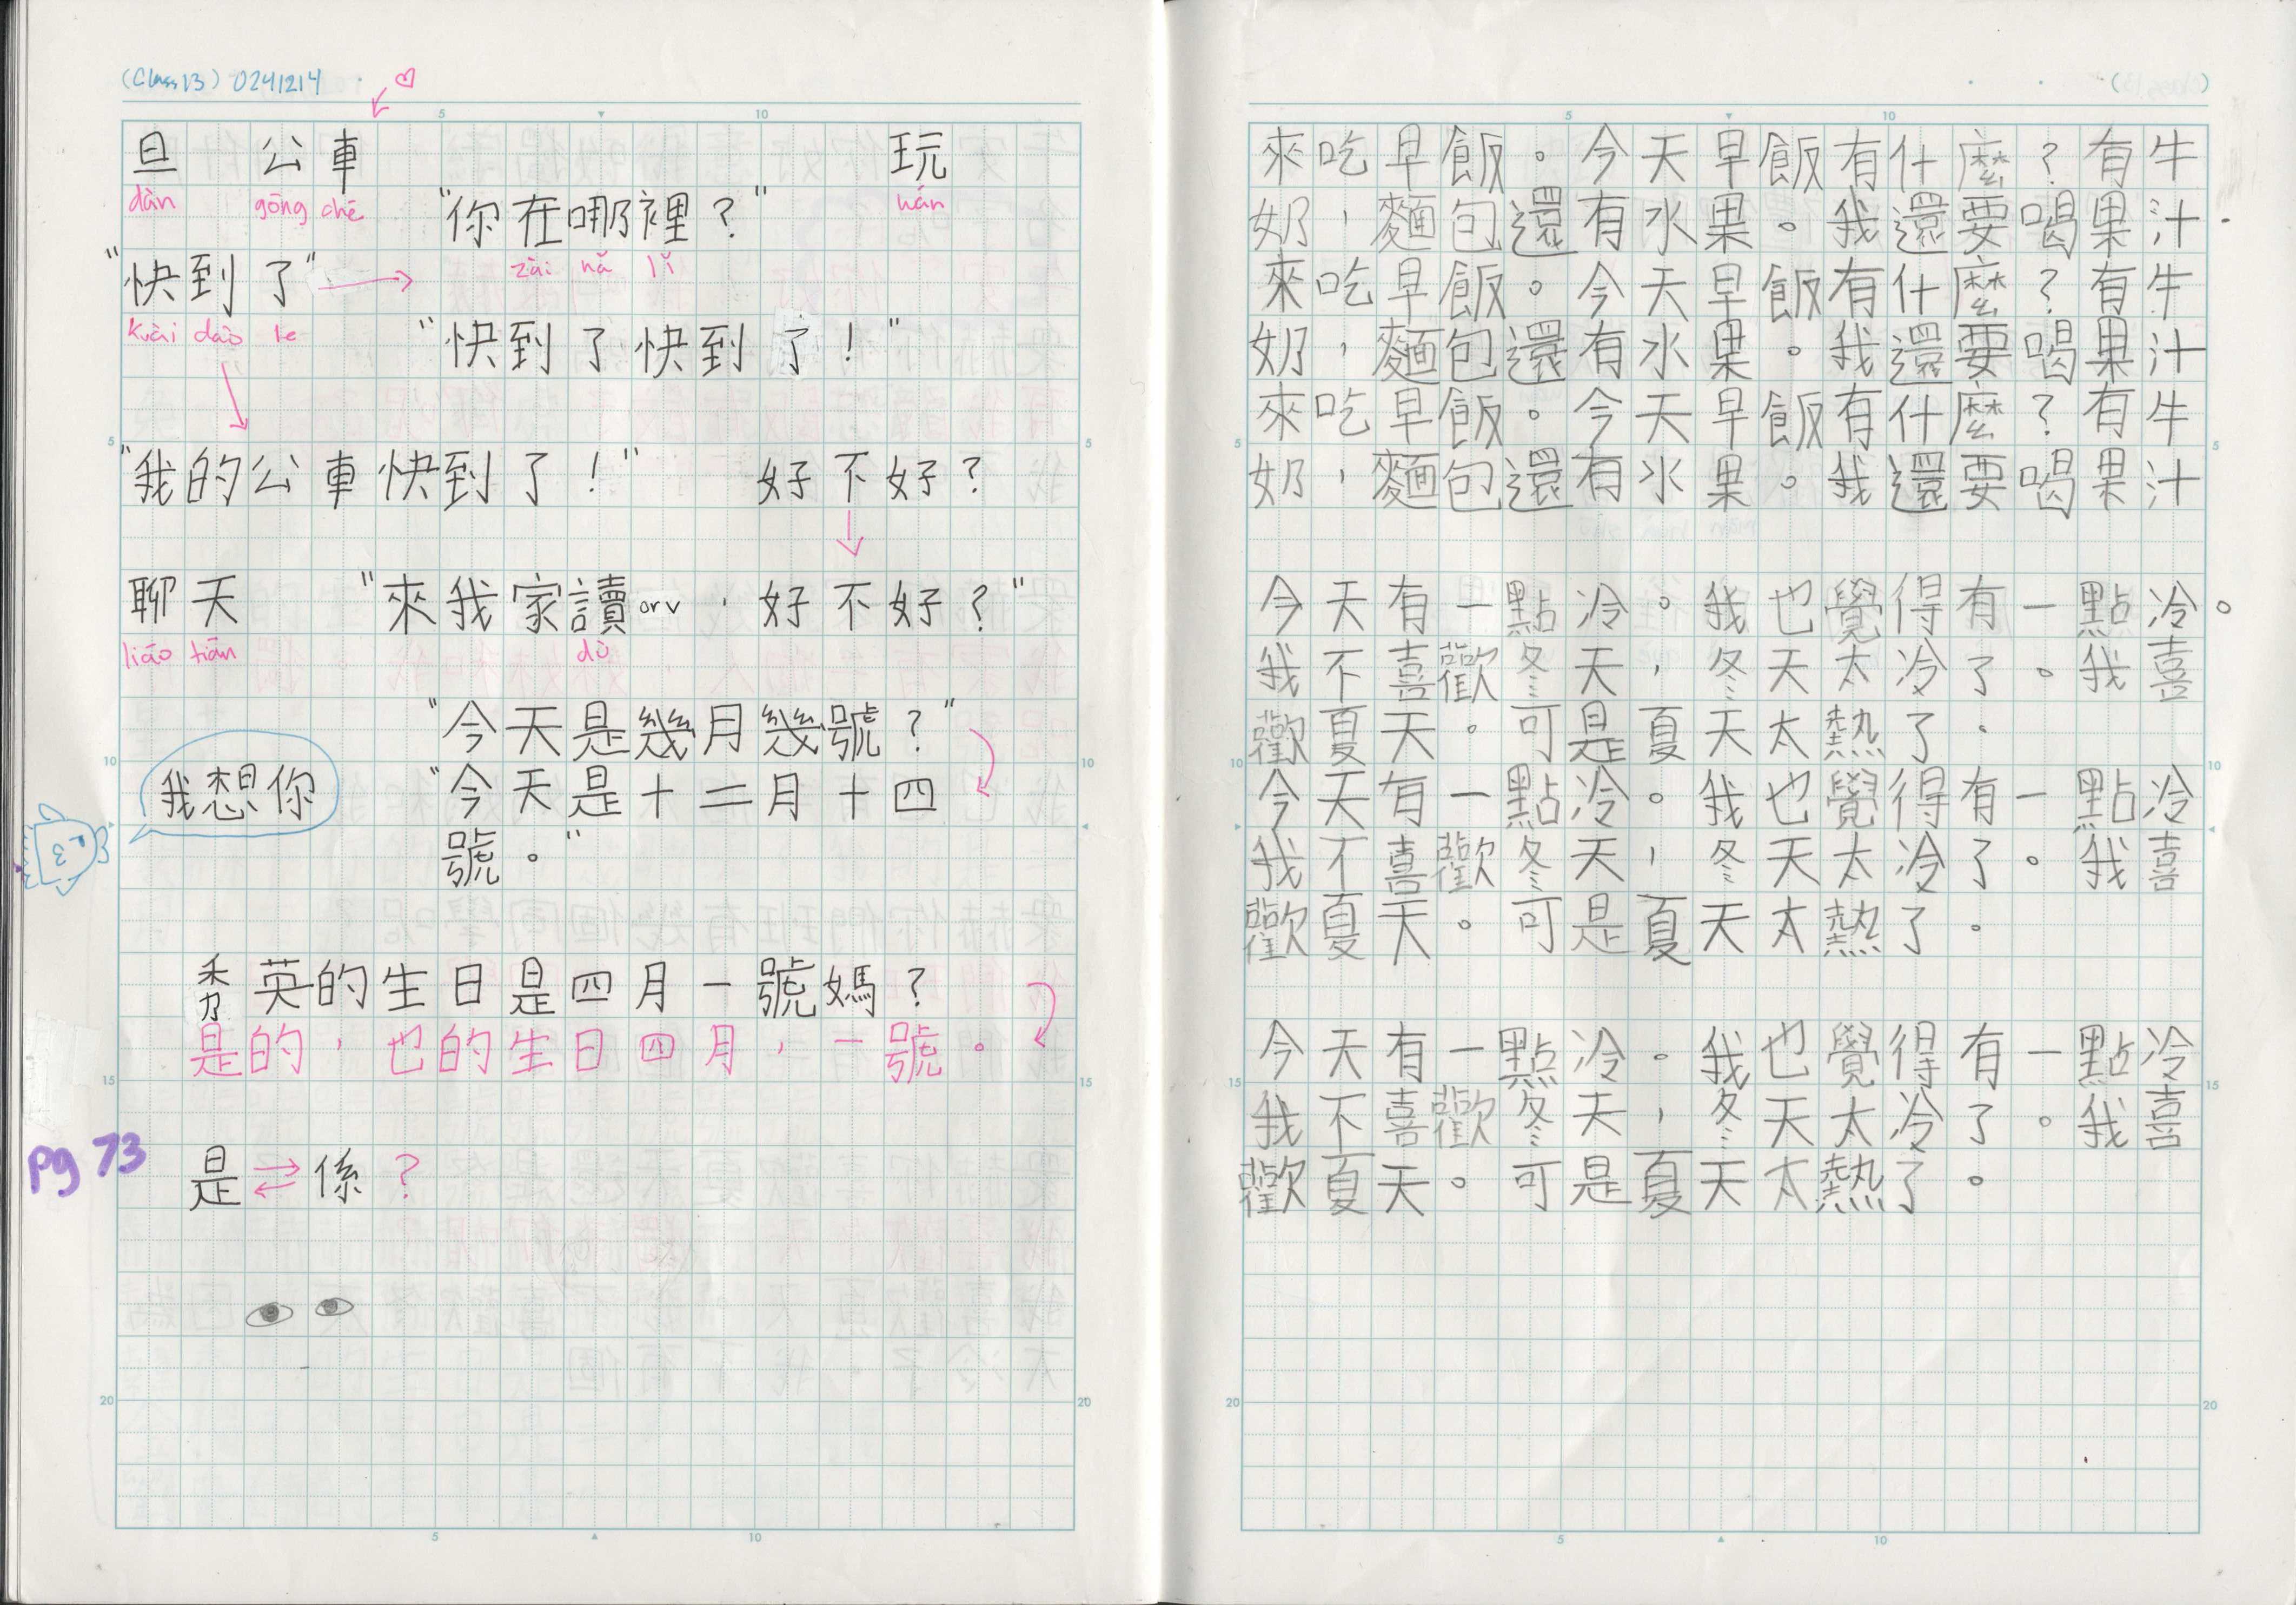 (Class 13) 0241214
旦 公車 玩
dàn gōng chē wán
"你在哪裡？"
zài nǎ lǐ
"快到了"
kuài dào le
"快到了快到了！"
"我的公車快到了！" 好不好？
聊天 "來我家讀orv，好不好？"
liáo tiān dú
"今天是幾月幾號？"
我想你
"今天是十二月十四
號。"
秀英的生日是四月一號媽？
是的，也的生日四月，一號。
pg 73
是 係？
來吃早飯。今天早飯有什麼？有牛
奶，麵包還有水果。我還要喝果汁.
來吃早飯。今天早飯有什麼？有牛
奶，麵包還有水果。我還要喝果汁
來吃早飯。今天早飯有什麼？有牛
奶，麵包還有水果。我還要喝果汁
今天有一點冷。我也覺得有一點冷。
我不喜歡冬天，冬天太冷了。我喜
歡夏天。可是夏天太熱了.
今天有一點冷。我也覺得有一點冷
我不喜歡冬天，冬天太冷了。我喜
歡夏天。可是夏天太熱了。
今天有一點冷。我也覺得有一點冷
我不喜歡冬天，冬天太冷了。我喜
歡夏天。可是夏天太熱了。